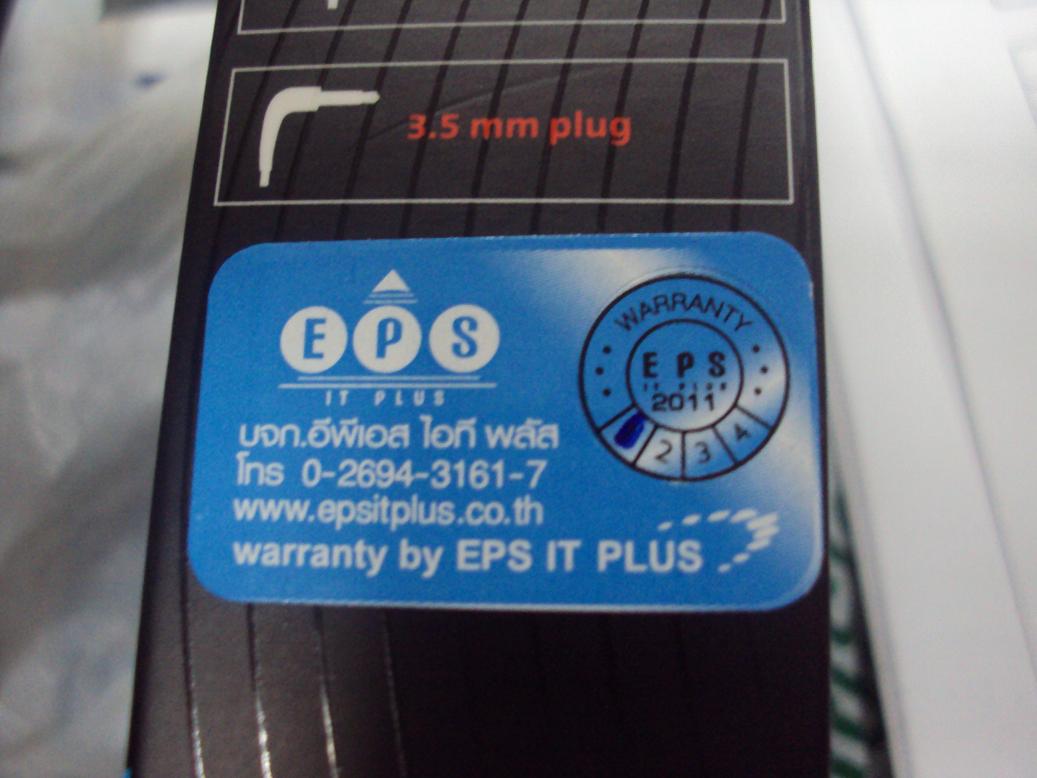 3.5 mm plug
EPS
IT PLUS
บจก.อีพีเอส ไอที พลัส
โทร 0-2694-3161-7
www.epsitplus.co.th
warranty by EPS IT PLUS
WARRANTY
EPS
IT PLUS
2011
2 3 4